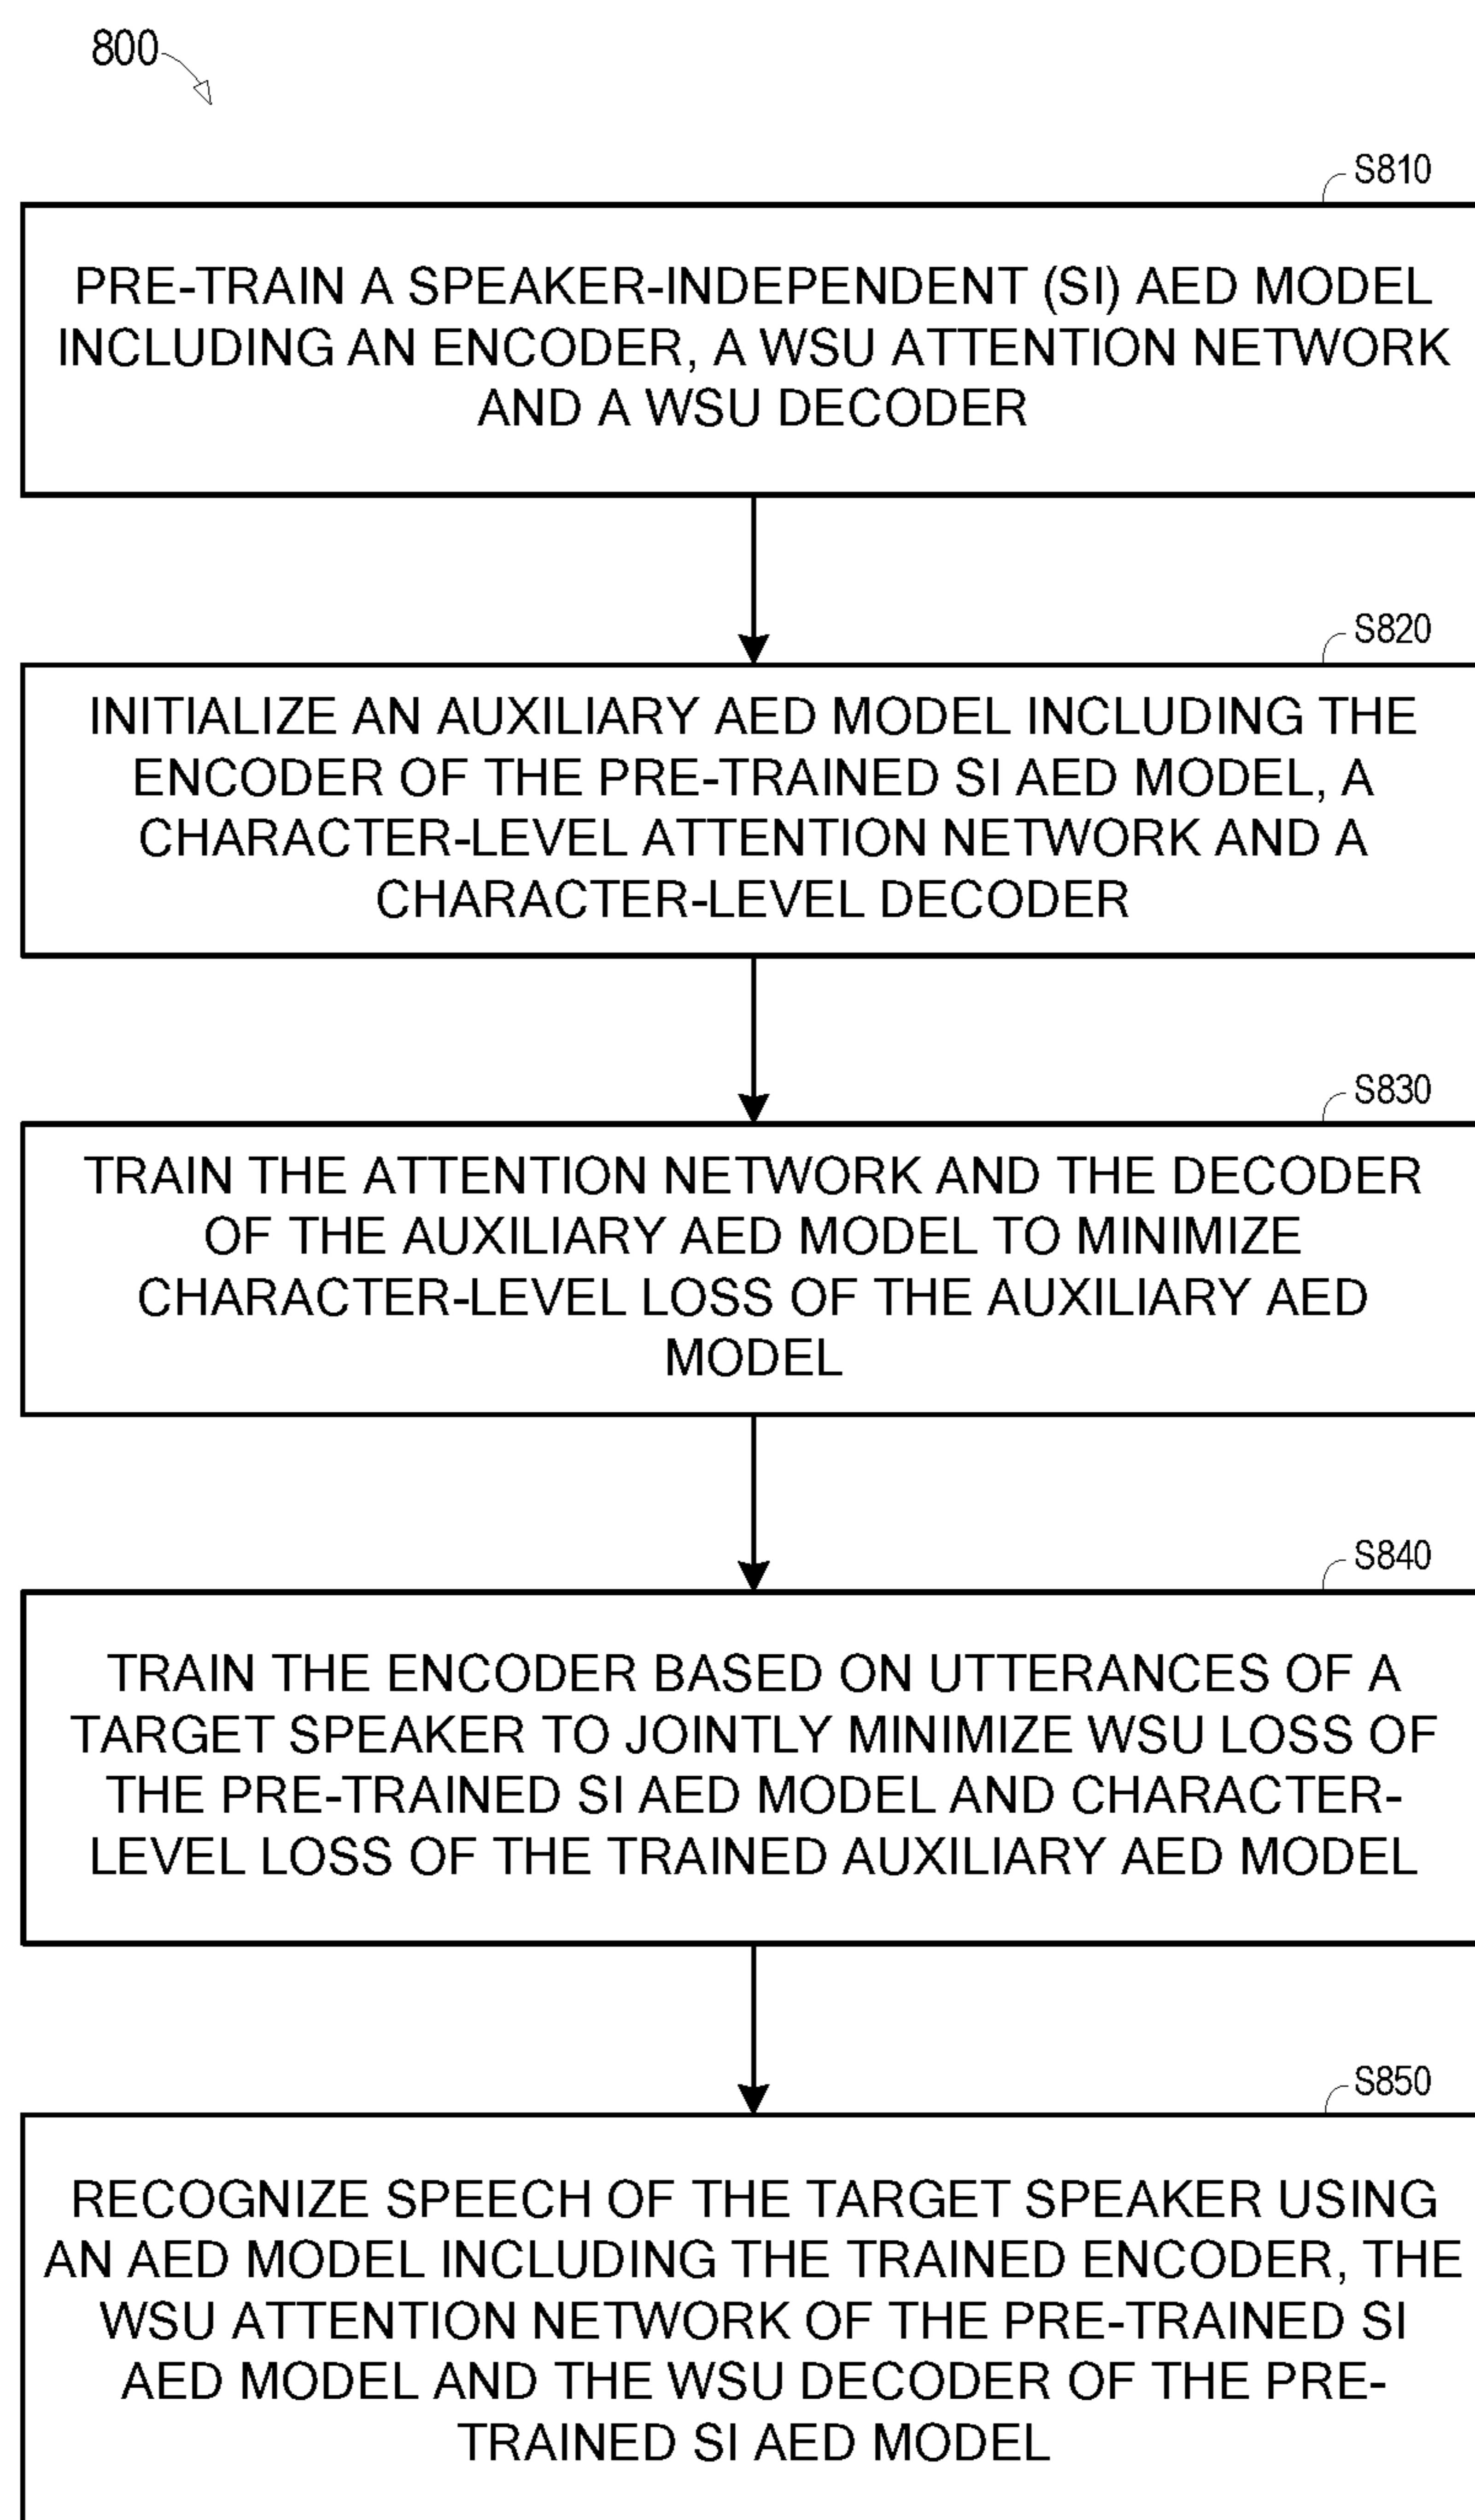 800
S810
PRE-TRAIN A SPEAKER-INDEPENDENT (SI) AED MODEL
INCLUDING AN ENCODER, A WSU ATTENTION NETWORK
AND A WSU DECODER
S820
INITIALIZE AN AUXILIARY AED MODEL INCLUDING THE
ENCODER OF THE PRE-TRAINED SI AED MODEL, A
CHARACTER-LEVEL ATTENTION NETWORK AND A
CHARACTER-LEVEL DECODER
S830
TRAIN THE ATTENTION NETWORK AND THE DECODER
OF THE AUXILIARY AED MODEL TO MINIMIZE
CHARACTER-LEVEL LOSS OF THE AUXILIARY AED
MODEL
S840
TRAIN THE ENCODER BASED ON UTTERANCES OF A
TARGET SPEAKER TO JOINTLY MINIMIZE WSU LOSS OF
THE PRE-TRAINED SI AED MODEL AND CHARACTER-
LEVEL LOSS OF THE TRAINED AUXILIARY AED MODEL
S850
RECOGNIZE SPEECH OF THE TARGET SPEAKER USING
AN AED MODEL INCLUDING THE TRAINED ENCODER, THE
WSU ATTENTION NETWORK OF THE PRE-TRAINED SI
AED MODEL AND THE WSU DECODER OF THE PRE-
TRAINED SI AED MODEL